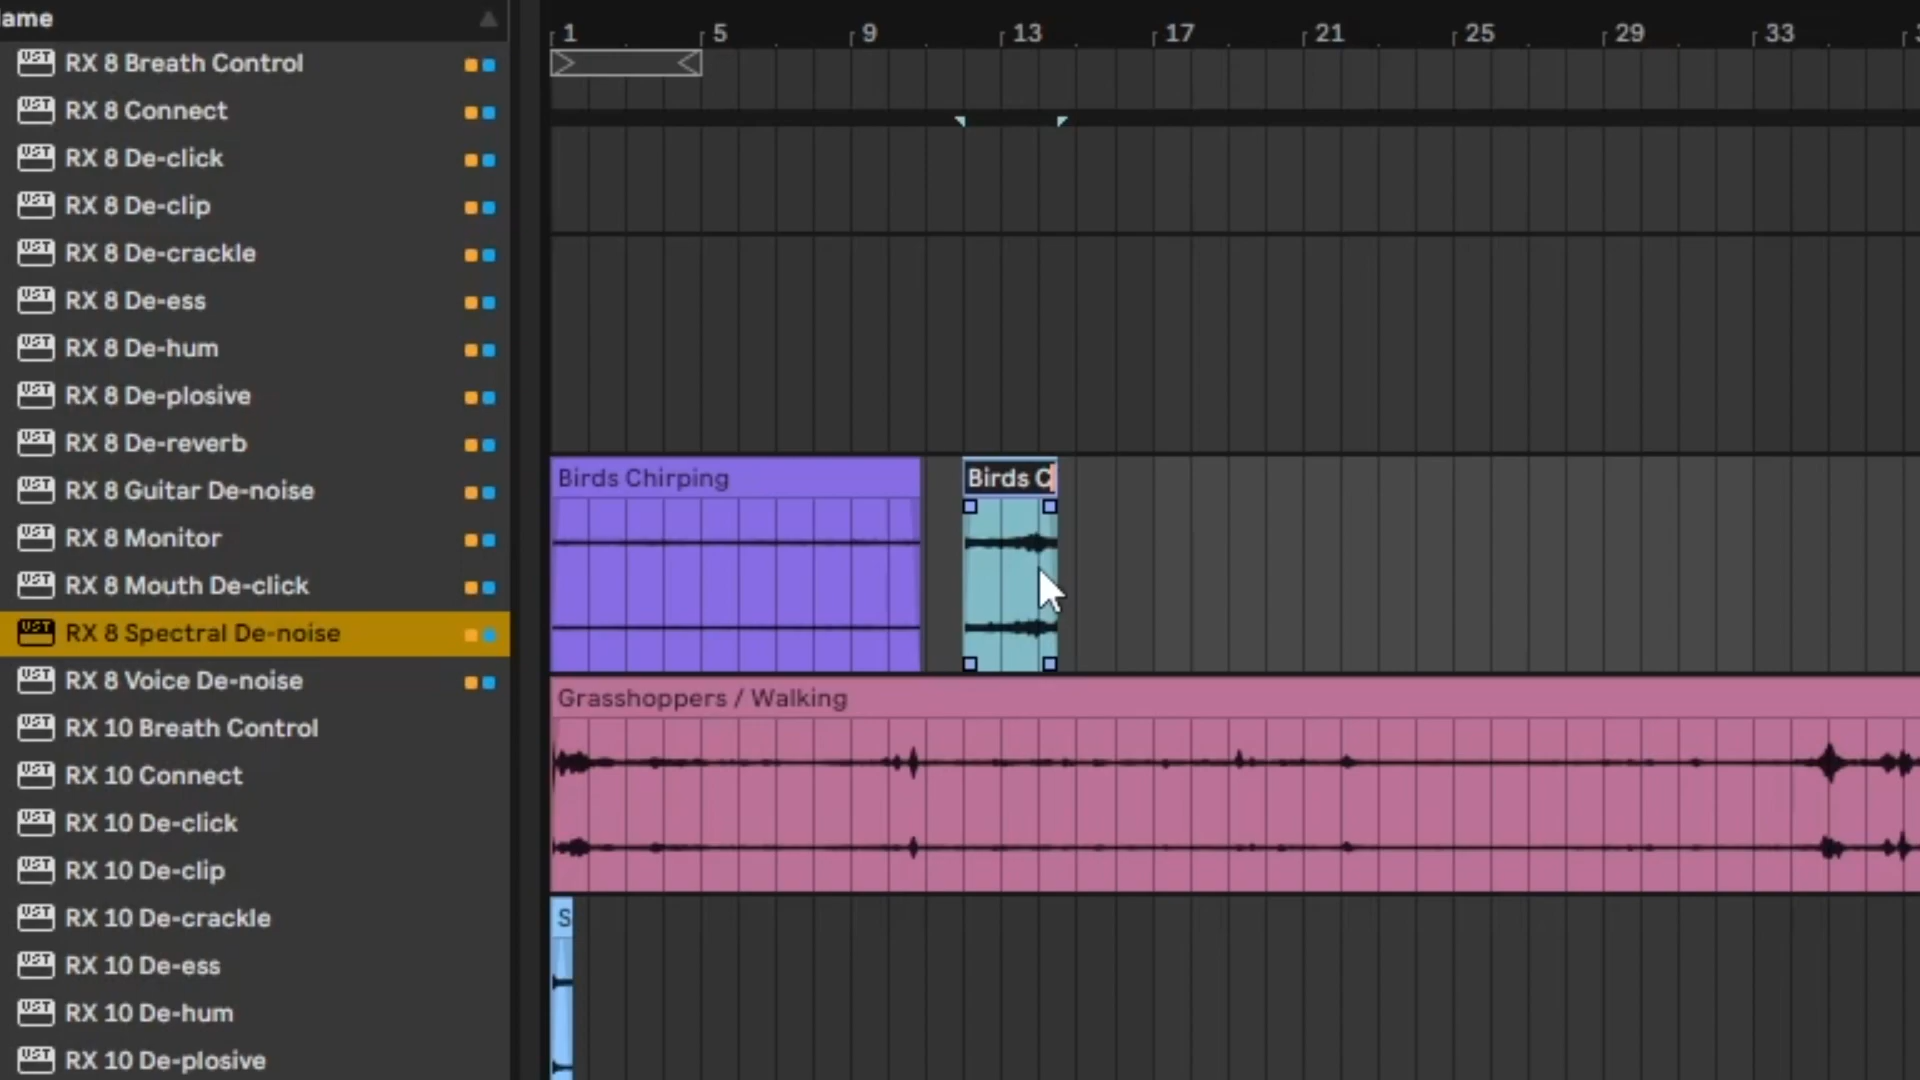 ame
RX 8 Breath Control
RX 8 Connect
RX 8 De-click
RX 8 De-clip
RX 8 De-crackle
RX 8 De-ess
RX 8 De-hum
RX 8 De-plosive
RX 8 De-reverb
RX 8 Guitar De-noise
RX 8 Monitor
RX 8 Mouth De-click
RX 8 Spectral De-noise
RX 8 Voice De-noise
RX 10 Breath Control
RX 10 Connect
RX 10 De-click
RX 10 De-clip
RX 10 De-crackle
RX 10 De-ess
RX 10 De-hum
RX 10 De-plosive
1 5 9 13 17 21 25 29 33
Birds Chirping
Birds C
Grasshoppers / Walking
S